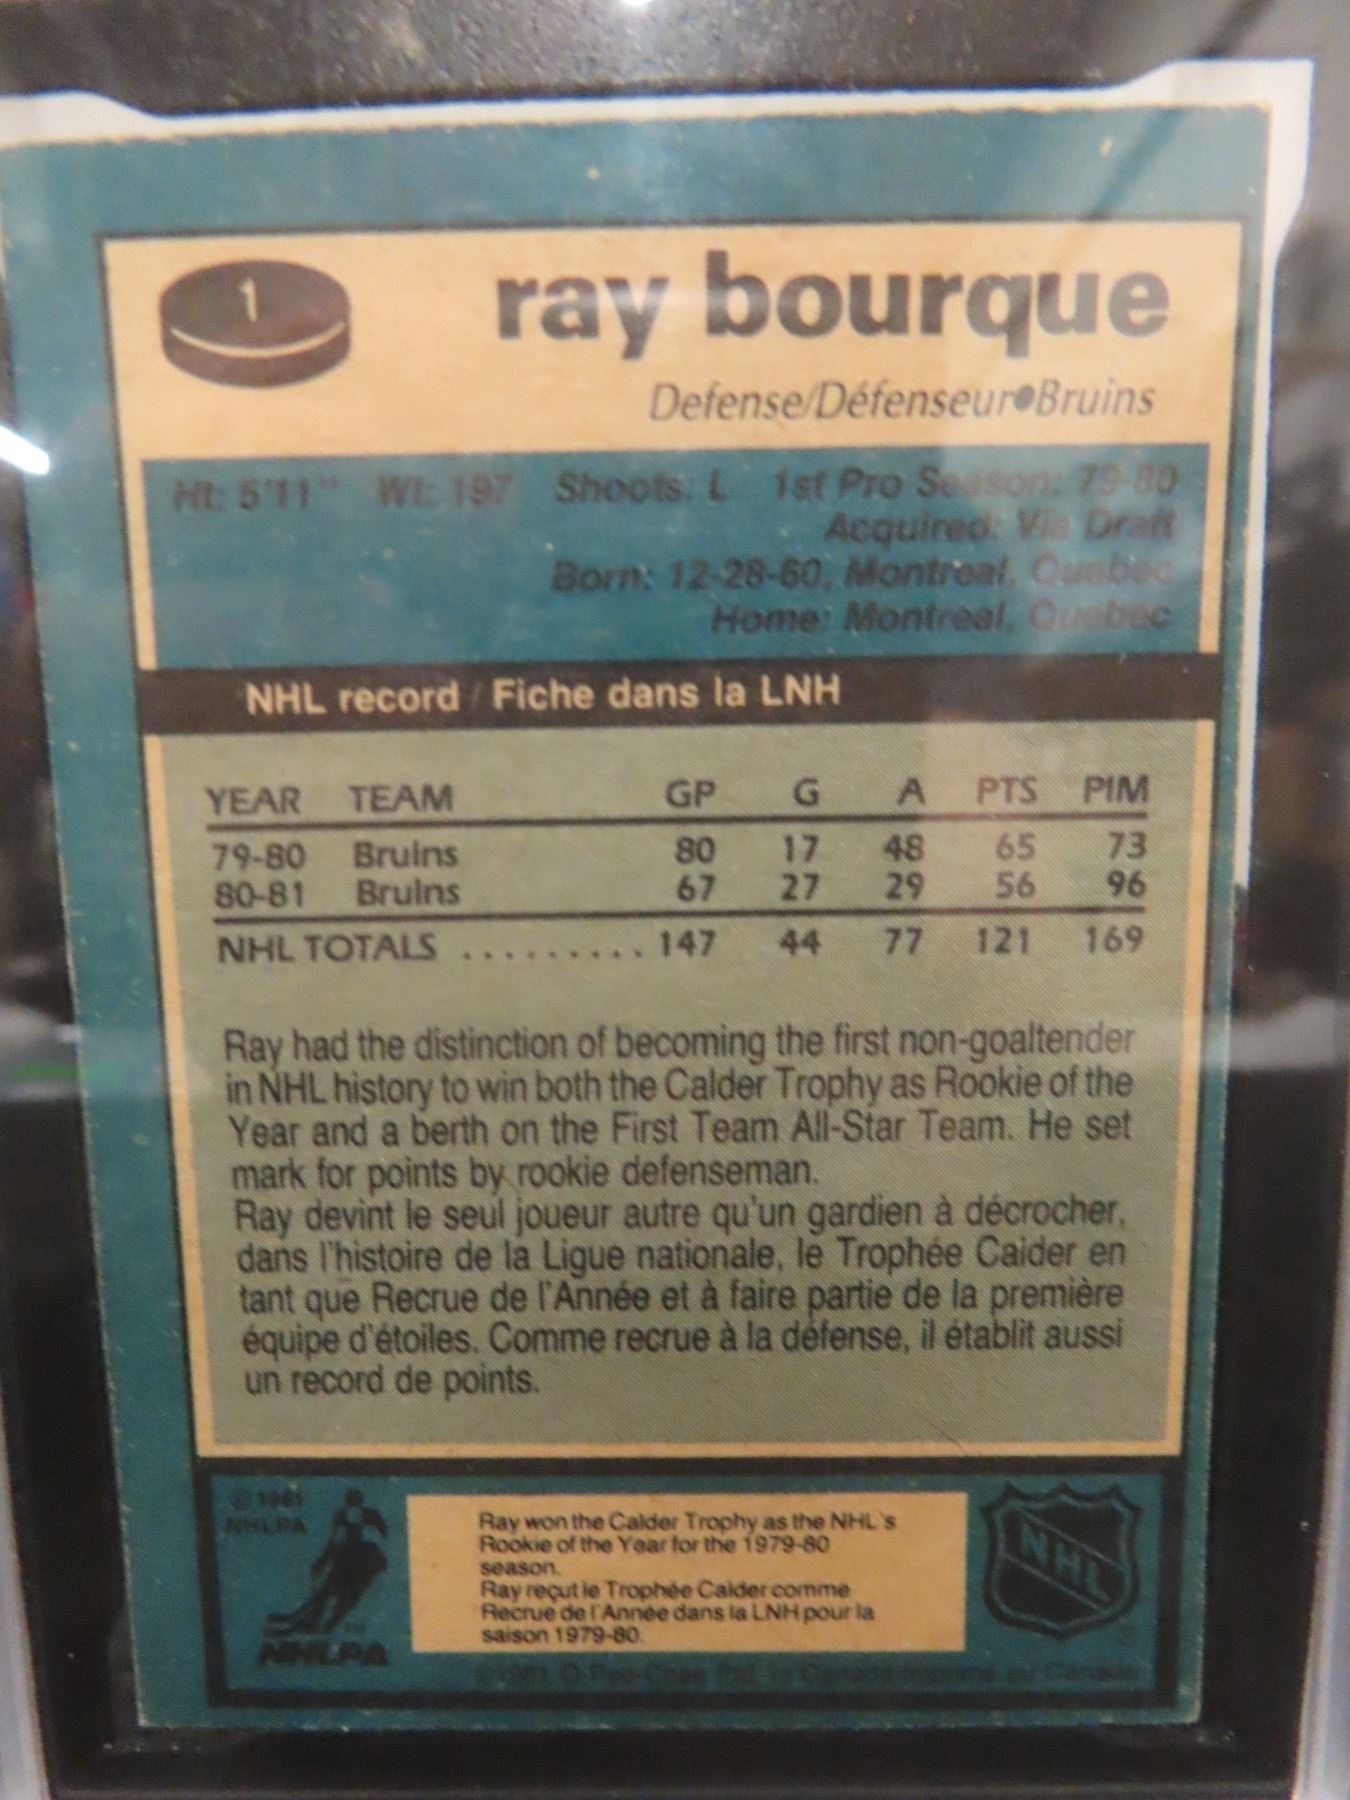 1
ray bourque
Defense/Défenseur●Bruins
Ht: 5'11" Wt: 197 Shoots: L 1st Pro Season: 79-80
Acquired: Via Draft
Born: 12-28-60, Montreal, Quebec
Home: Montreal, Quebec
NHL record / Fiche dans la LNH
YEAR TEAM GP G A PTS PIM
79-80 Bruins 80 17 48 65 73
80-81 Bruins 67 27 29 56 96
NHL TOTALS .......... 147 44 77 121 169
Ray had the distinction of becoming the first non-goaltender
in NHL history to win both the Calder Trophy as Rookie of the
Year and a berth on the First Team All-Star Team. He set
mark for points by rookie defenseman.
Ray devint le seul joueur autre qu'un gardien à décrocher,
dans l'histoire de la Ligue nationale, le Trophée Calder en
tant que Recrue de l'Année et à faire partie de la première
équipe d'étoiles. Comme recrue à la défense, il établit aussi
un record de points.
© 1981
NHLPA
NHLPA
Ray won the Calder Trophy as the NHL's
Rookie of the Year for the 1979-80
season.
Ray reçut le Trophée Calder comme
Recrue de l'Année dans la LNH pour la
saison 1979-80.
NHL
©1981 O-Pee-Chee Ptd. in Canada Imprimé au Canada